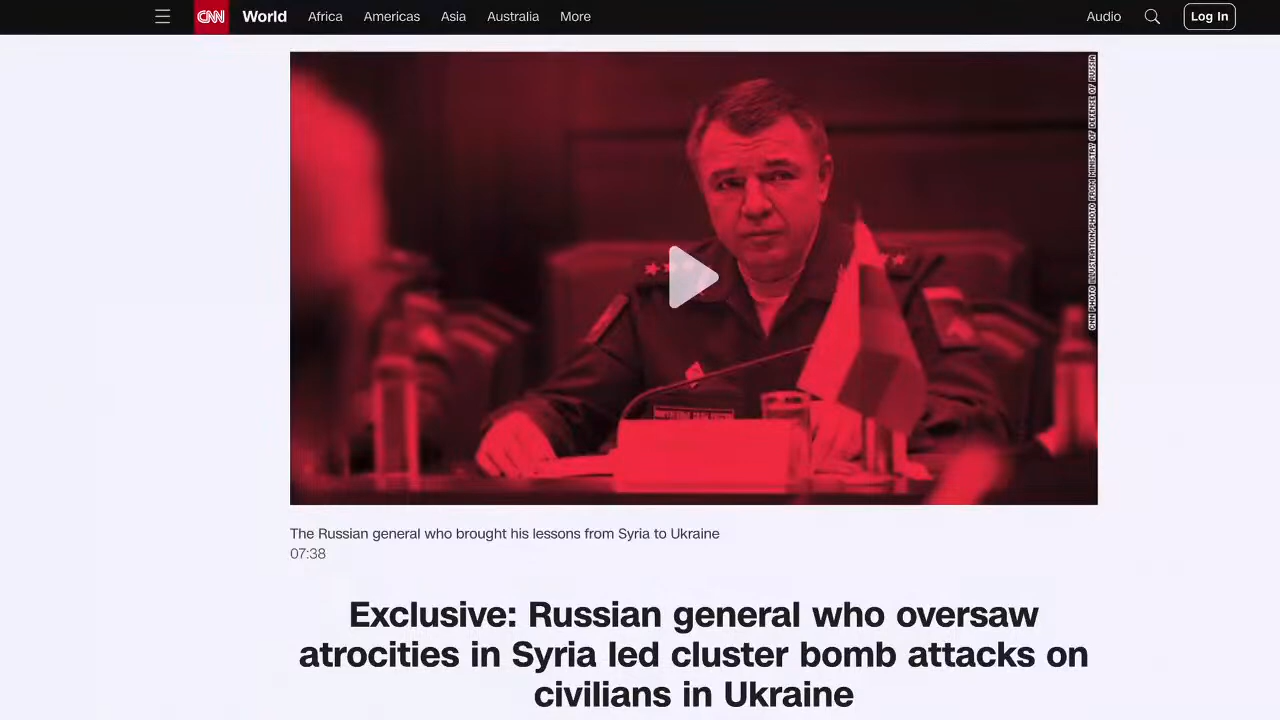 CNN World Africa Americas Asia Australia More Audio Log In
CNN PHOTO ILLUSTRATION/PHOTO FROM MINISTRY OF DEFENSE OF RUSSIA
The Russian general who brought his lessons from Syria to Ukraine
07:38
Exclusive: Russian general who oversaw
atrocities in Syria led cluster bomb attacks on
civilians in Ukraine